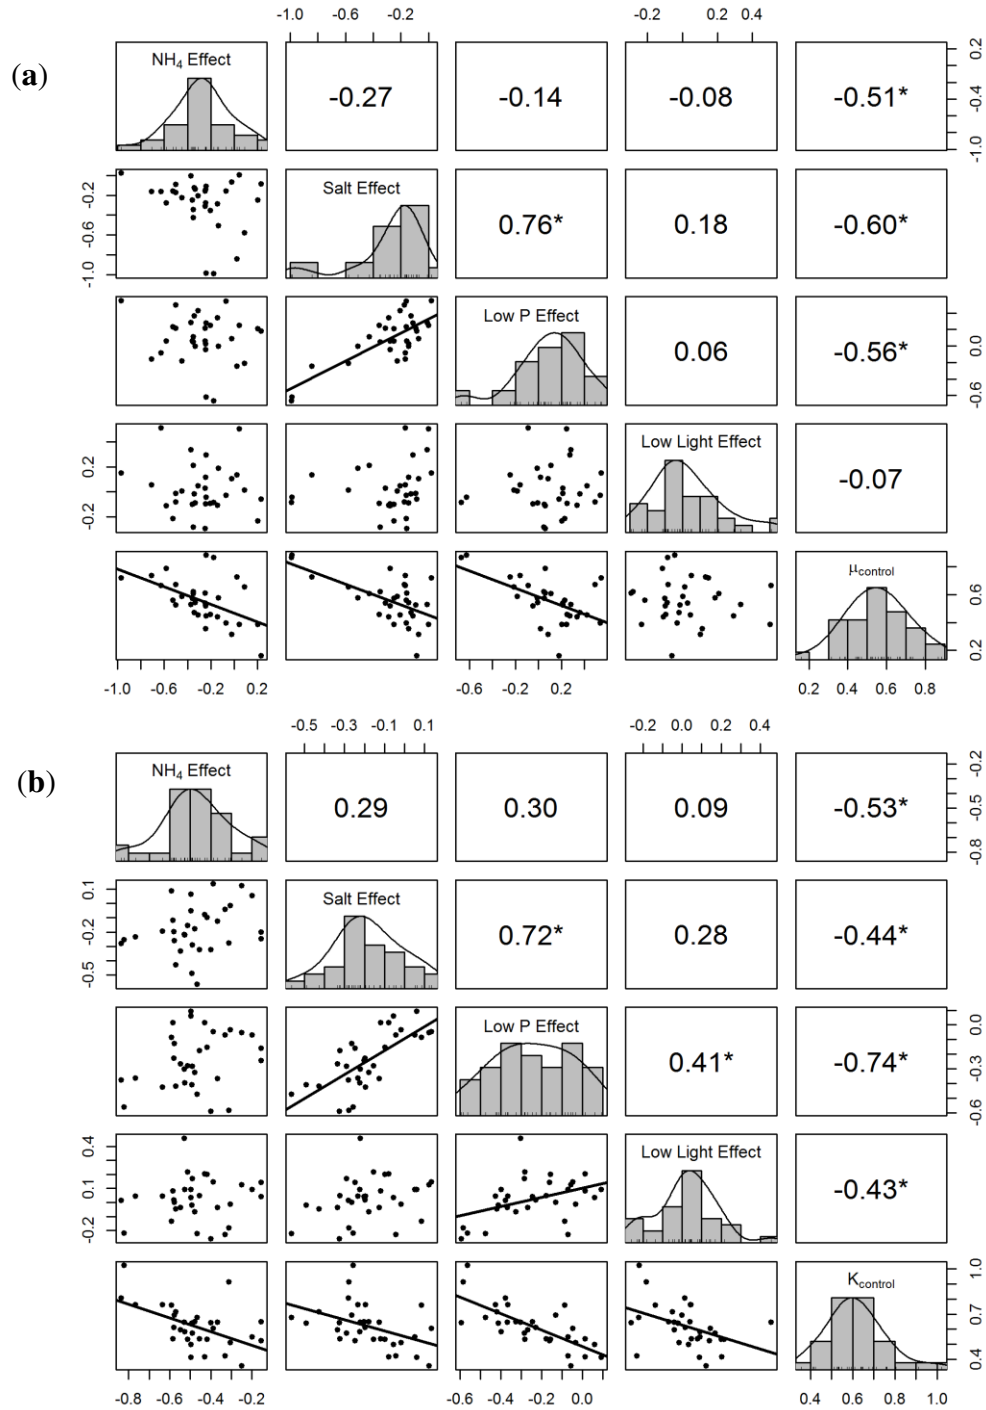 -1.0 -0.6 -0.2 -0.2 0.2 0.4
(a)
NH₄ Effect -0.27 -0.14 -0.08 -0.51*
-1.0 -0.4 0.2
Salt Effect 0.76* 0.18 -0.60*
-1.0 -0.6 -0.2
Low P Effect 0.06 -0.56*
-0.6 0.0
Low Light Effect -0.07
-0.2 0.2
μcontrol
0.2 0.6
-1.0 -0.6 -0.2 0.2 -0.6 -0.2 0.2 0.2 0.4 0.6 0.8
-0.5 -0.3 -0.1 0.1 -0.2 0.0 0.2 0.4
(b)
NH₄ Effect 0.29 0.30 0.09 -0.53*
-0.8 -0.5 -0.2
Salt Effect 0.72* 0.28 -0.44*
-0.5 -0.2 0.1
Low P Effect 0.41* -0.74*
-0.6 -0.3 0.0
Low Light Effect -0.43*
-0.2 0.1 0.4
Kcontrol
0.4 0.7 1.0
-0.8 -0.6 -0.4 -0.2 -0.6 -0.4 -0.2 0.0 0.4 0.6 0.8 1.0